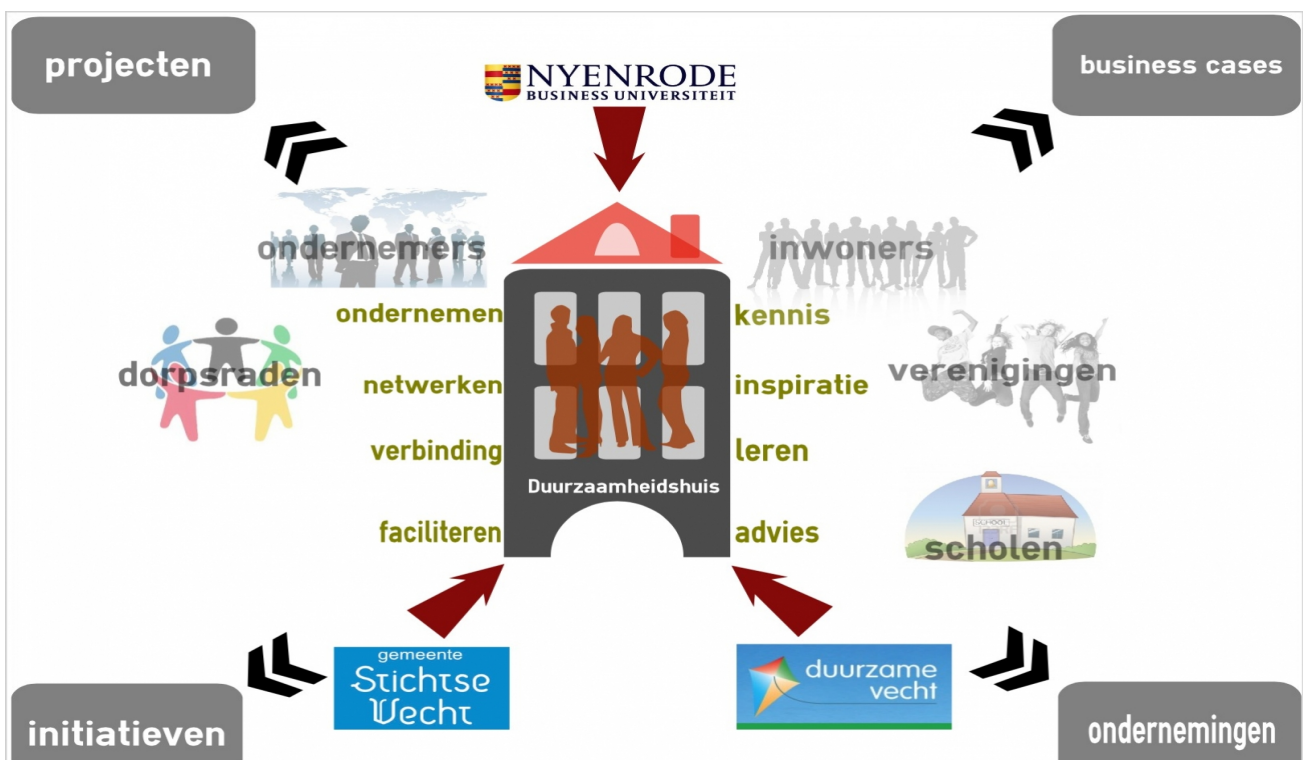 projecten
NYENRODE
BUSINESS UNIVERSITEIT
business cases
ondernemers
inwoners
ondernemen
kennis
dorpsraden
netwerken
inspiratie
verenigingen
verbinding
leren
Duurzaamheidshuis
faciliteren
advies
SCHOOL
scholen
gemeente
Stichtse
Vecht
duurzame
vecht
initiatieven
ondernemingen